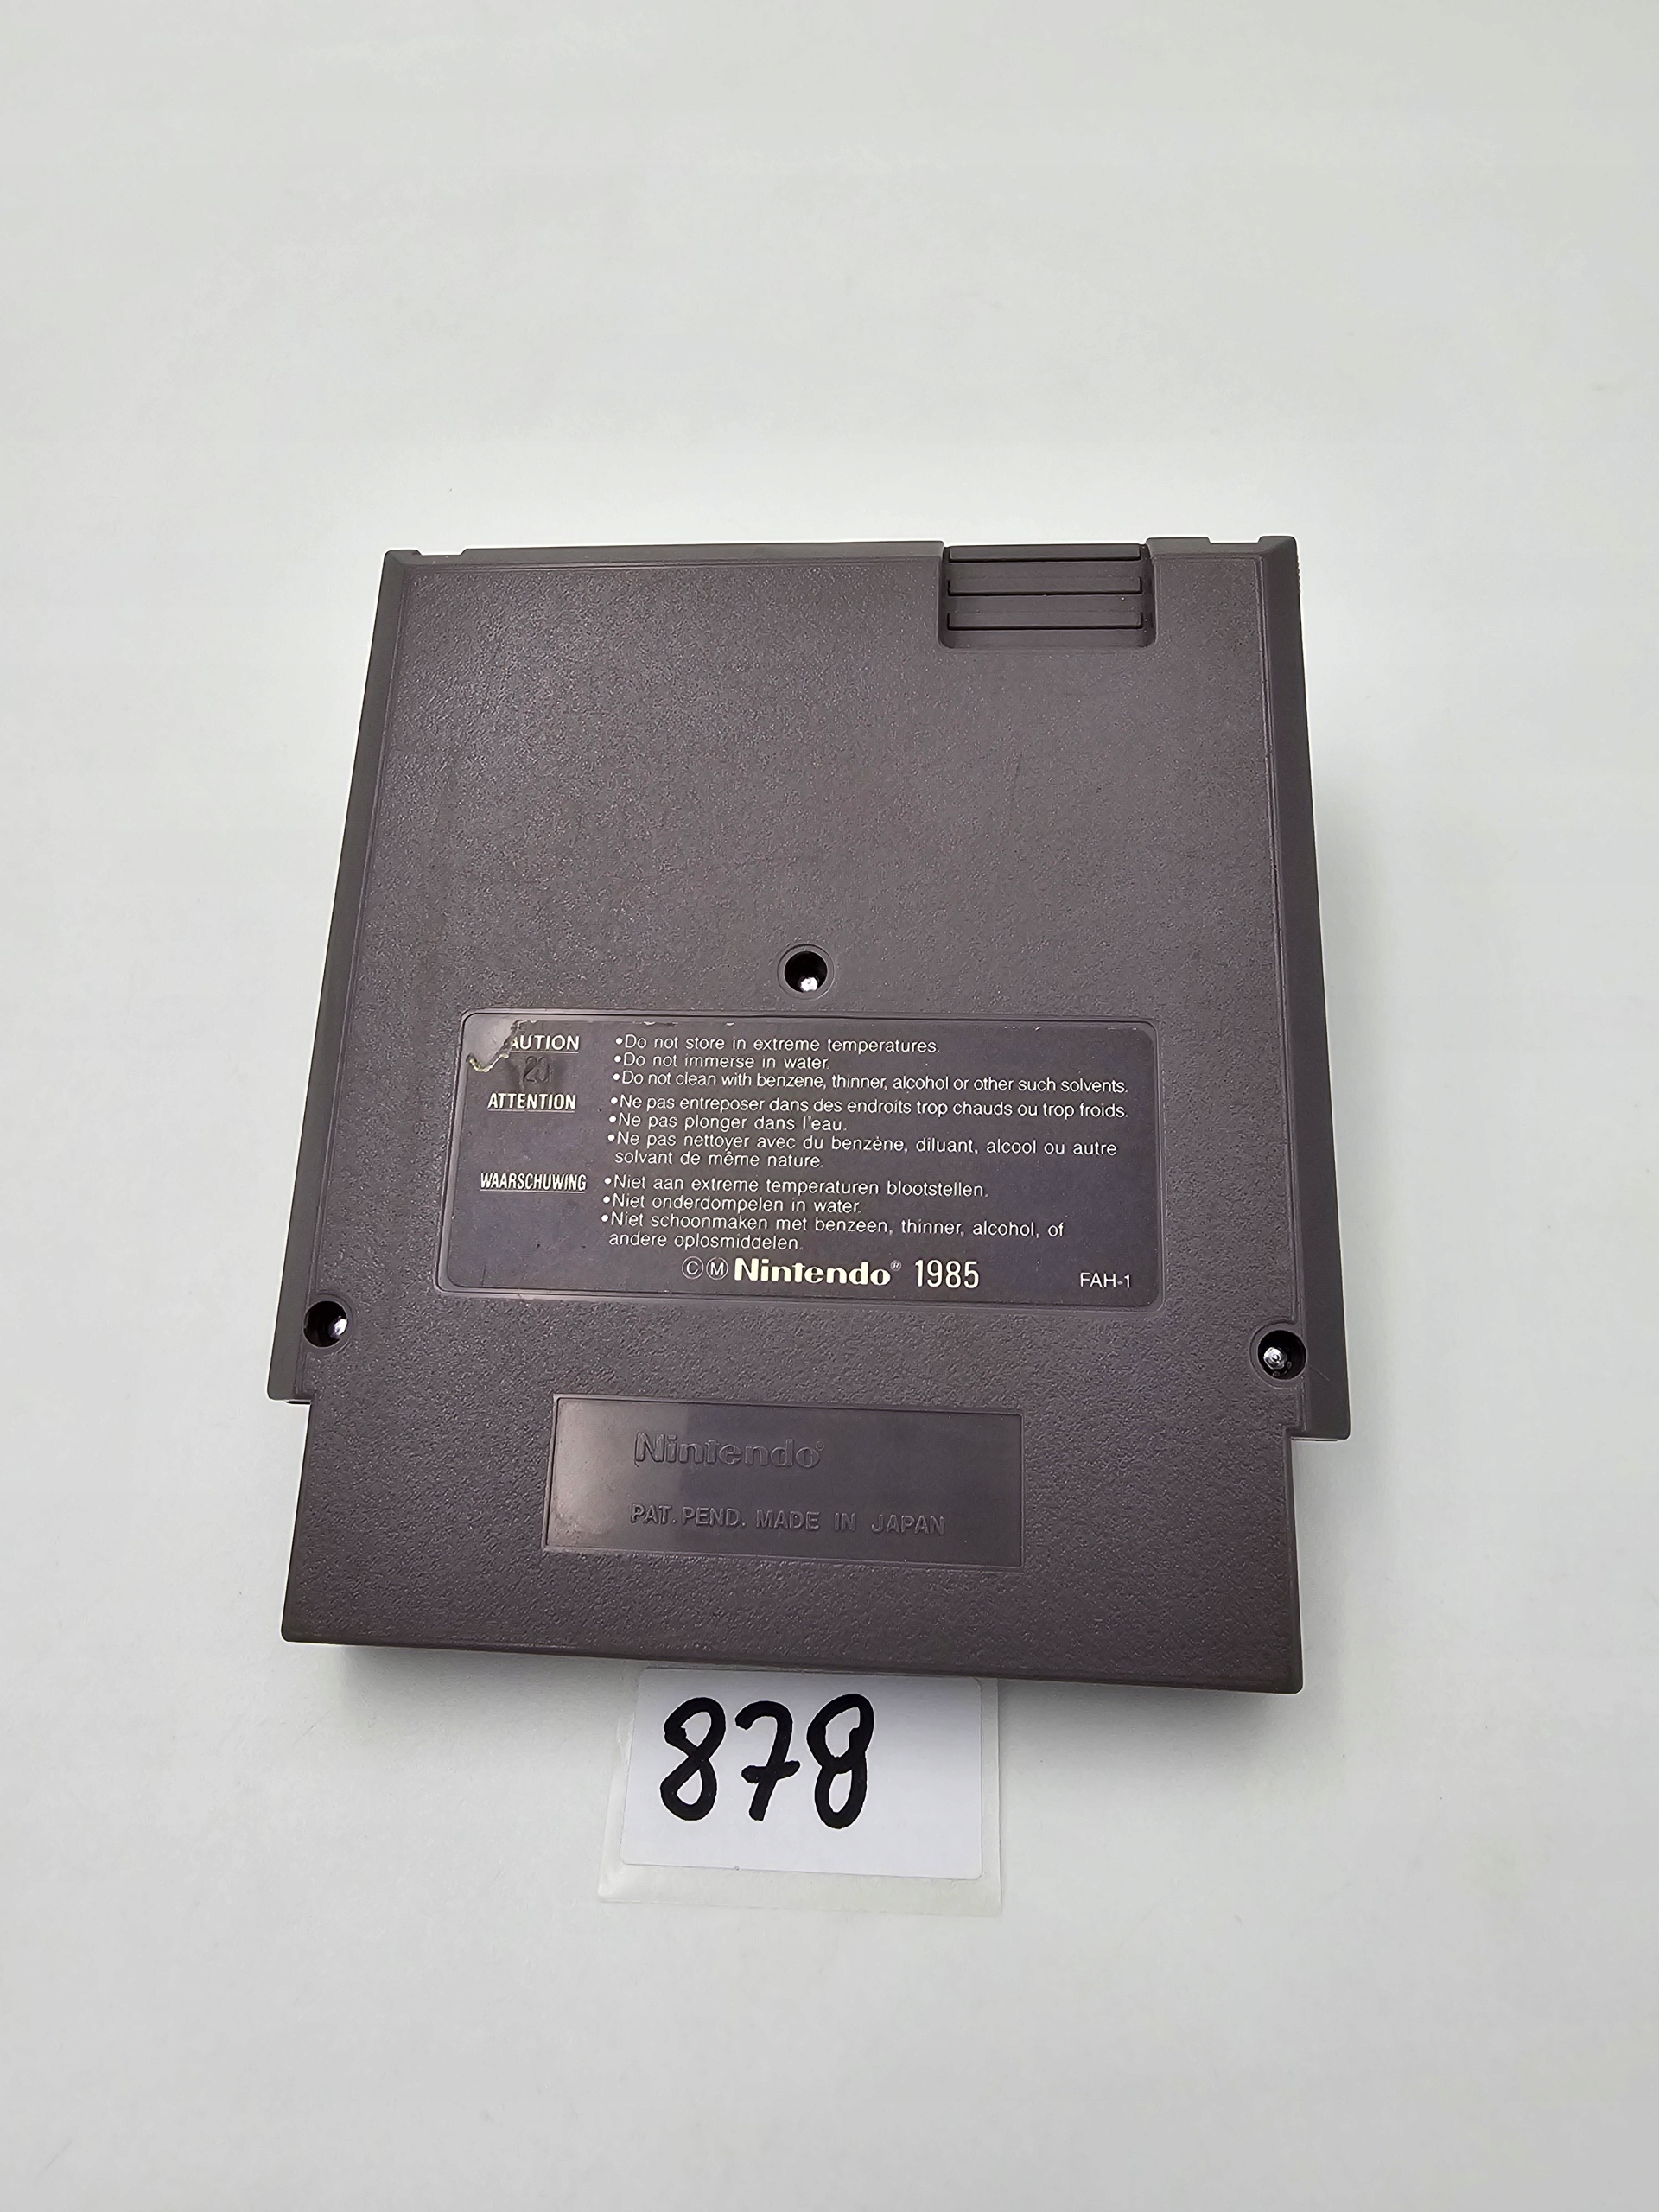 AUTION
•Do not store in extreme temperatures.
•Do not immerse in water.
20
•Do not clean with benzene, thinner, alcohol or other such solvents.
ATTENTION
•Ne pas entreposer dans des endroits trop chauds ou trop froids.
•Ne pas plonger dans l'eau.
•Ne pas nettoyer avec du benzène, diluant, alcool ou autre
solvant de même nature.
WAARSCHUWING
•Niet aan extreme temperaturen blootstellen.
•Niet onderdompelen in water.
•Niet schoonmaken met benzeen, thinner, alcohol, of
andere oplosmiddelen.
©Ⓜ Nintendo® 1985
FAH-1
Nintendo®
PAT. PEND. MADE IN JAPAN
878